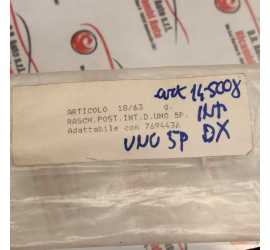 art 14-5008
ARTICOLO 18/63 g.
RASCH.POST.INT.D.UNO 5P.
Adattabile con 7694436
INT
DX
UNO 5P